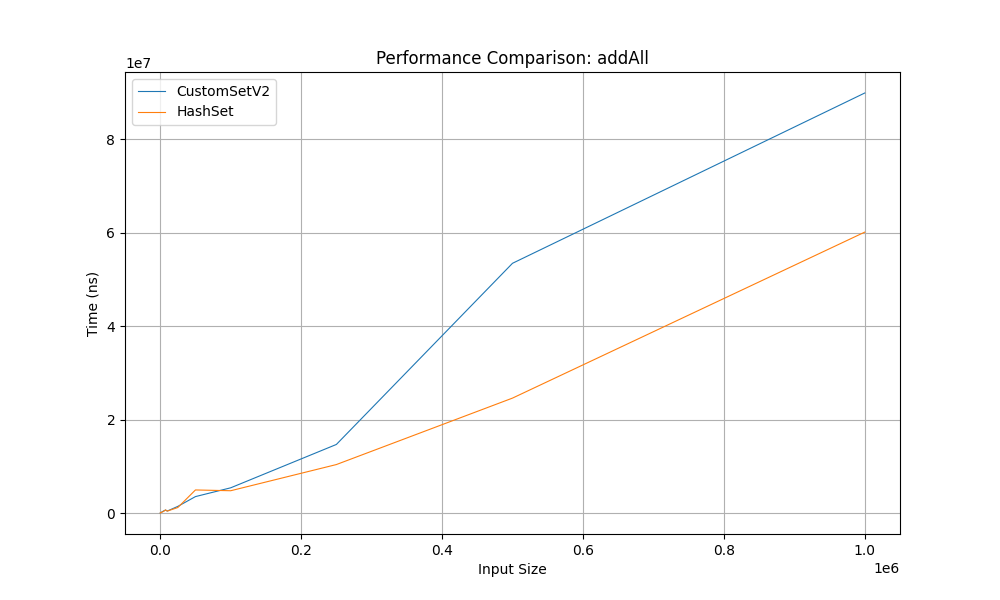 Performance Comparison: addAll
1e7
CustomSetV2
HashSet
8
6
4
2
0
Time (ns)
0.0 0.2 0.4 0.6 0.8 1.0
1e6
Input Size